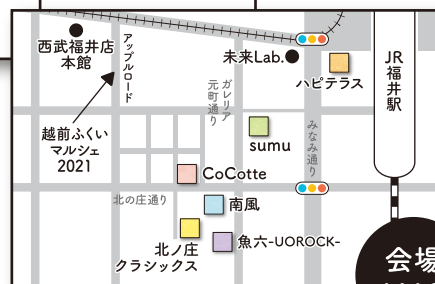 西武福井店
本館
アップルロード
未来Lab.
ハピテラス
JR福井駅
ガレリア
元町通り
越前ふくい
マルシェ
2021
sumu
みなみ通り
CoCotte
北の庄通り
南風
北ノ庄
クラシックス
魚六-UOROCK-
会場